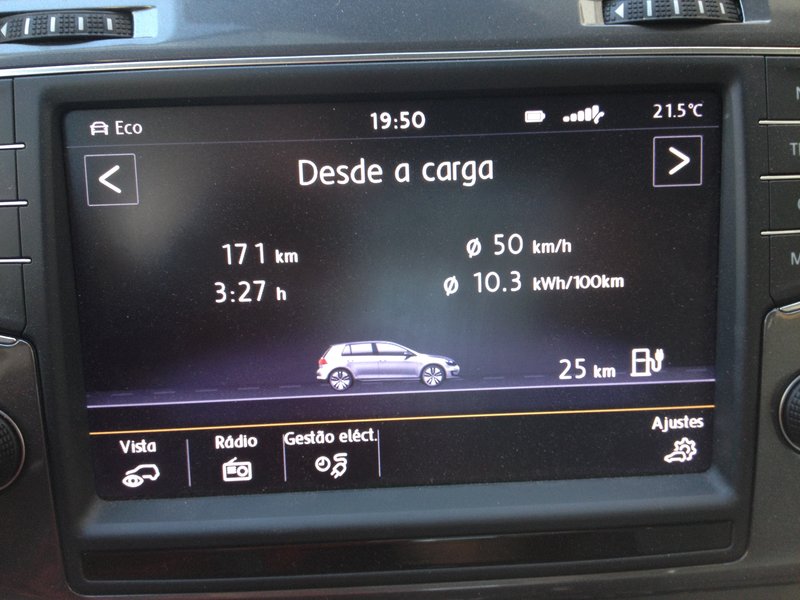 Eco 19:50 21.5°C
Desde a carga
171 km ø 50 km/h
3:27 h ø 10.3 kWh/100km
25 km
Vista Rádio Gestão eléct. Ajustes